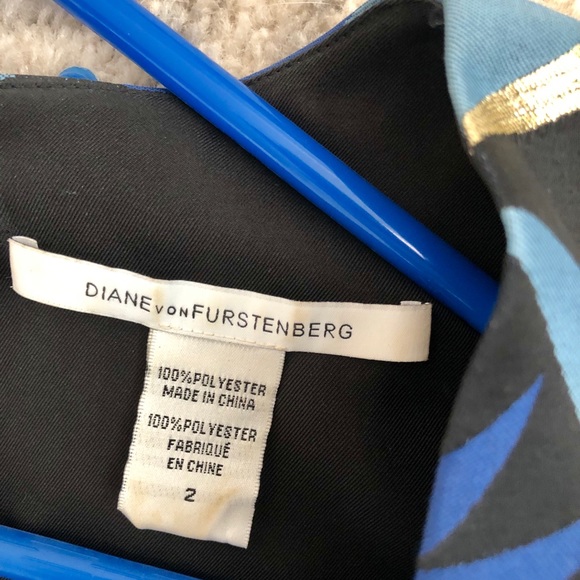 DIANE VON FURSTENBERG
100%POLYESTER
MADE IN CHINA
100%POLYESTER
FABRIQUÉ
EN CHINE
2